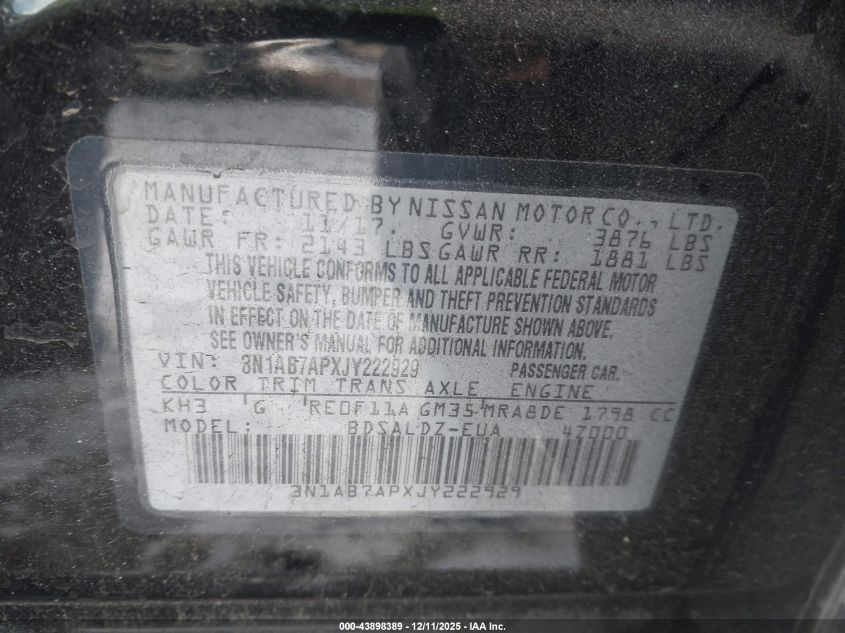 MANUFACTURED BY NISSAN MOTOR CO., LTD.
DATE: 11/17. GVWR: 3876 LBS
GAWR FR: 2143 LBS GAWR RR: 1881 LBS
THIS VEHICLE CONFORMS TO ALL APPLICABLE FEDERAL MOTOR
VEHICLE SAFETY, BUMPER AND THEFT PREVENTION STANDARDS
IN EFFECT ON THE DATE OF MANUFACTURE SHOWN ABOVE.
SEE OWNER'S MANUAL FOR ADDITIONAL INFORMATION.
VIN: 3N1AB7APXJY222929 PASSENGER CAR.
COLOR TRIM TRANS AXLE ENGINE
KH3 G RE0F11A GM35 MRA8DE 1798 CC
MODEL: BDSALDZ-EUA 47000
3N1AB7APXJY222929
000-43898389 - 12/11/2025 - IAA Inc.